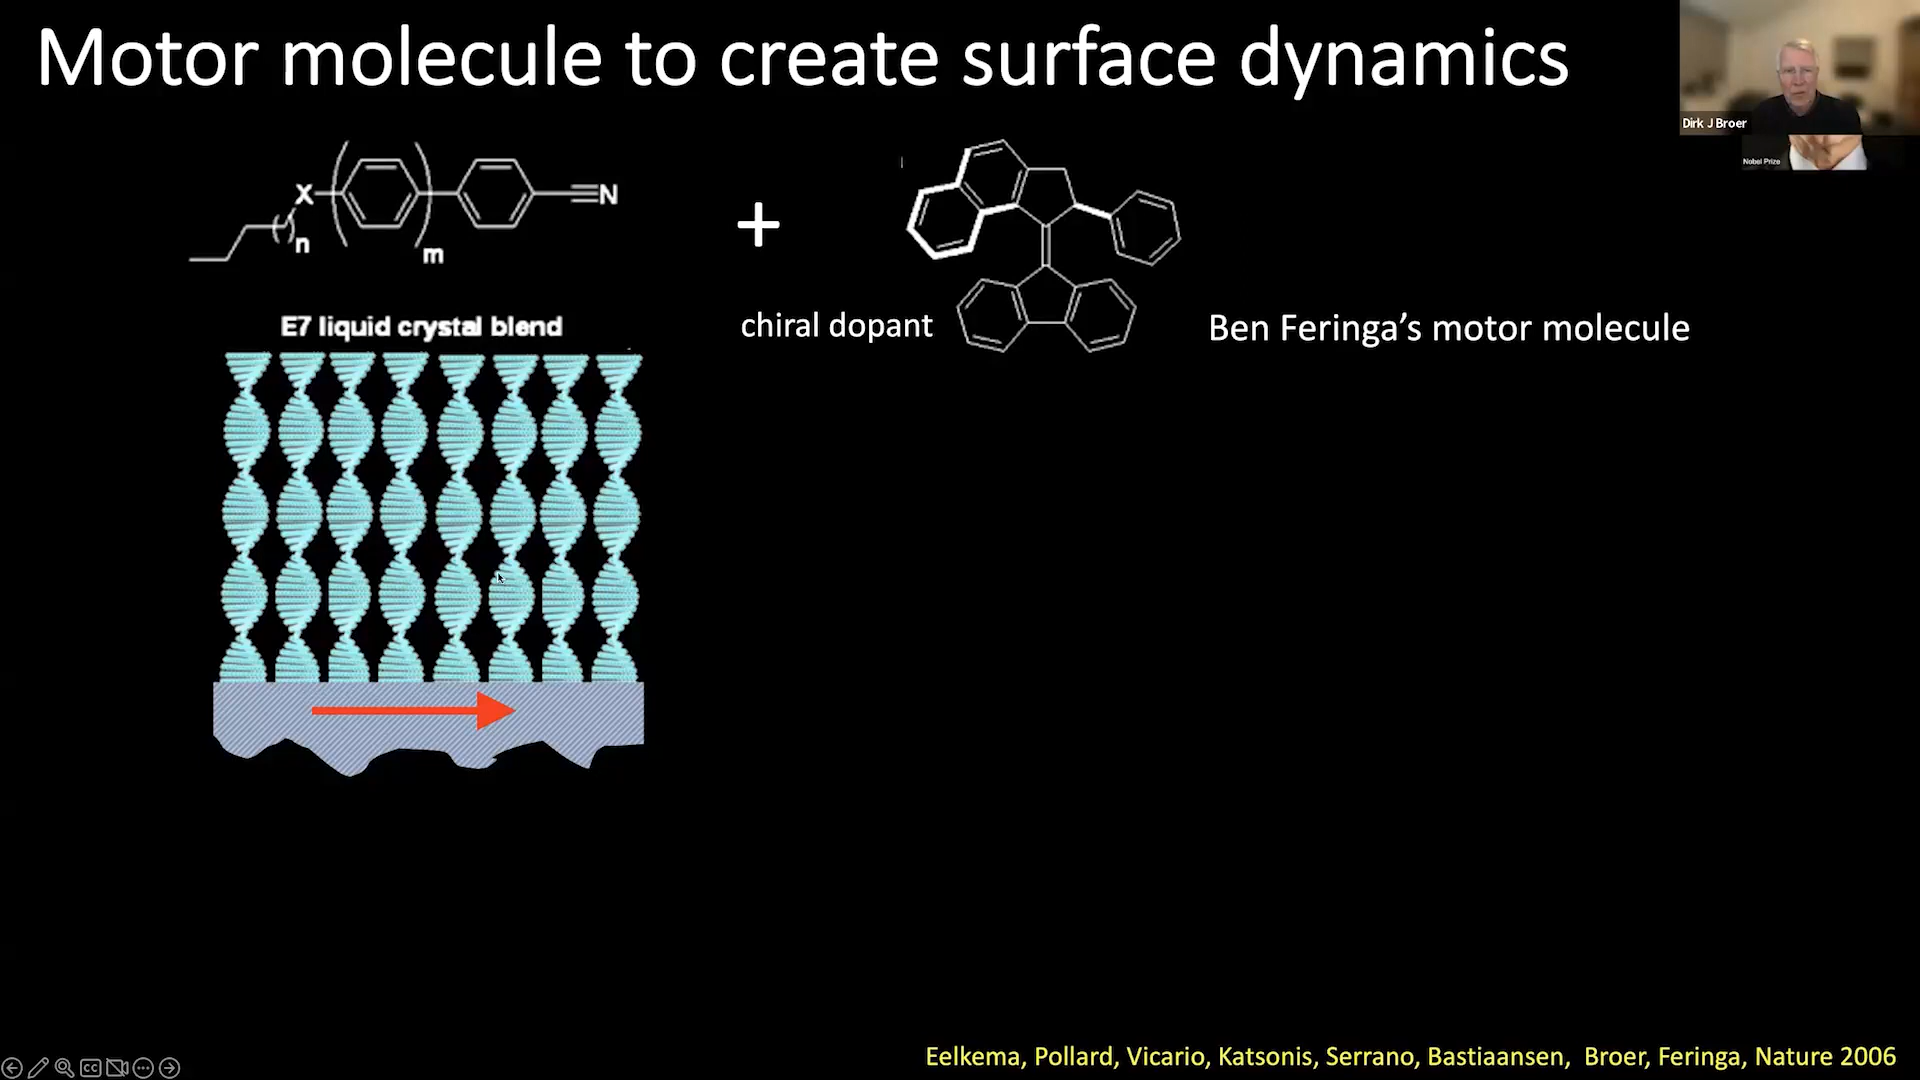 Motor molecule to create surface dynamics
Dirk J Broer
Nobel Prize
X
n
m
≡N
+
E7 liquid crystal blend
chiral dopant
Ben Feringa’s motor molecule
Eelkema, Pollard, Vicario, Katsonis, Serrano, Bastiaansen, Broer, Feringa, Nature 2006
CC